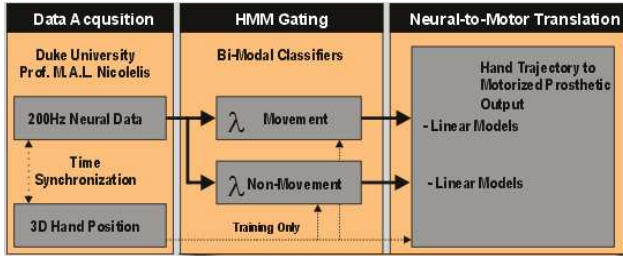 Data Acqusition
HMM Gating
Neural-to-Motor Translation
Duke University
Prof. M.A.L. Nicolelis
200Hz Neural Data
Time
Synchronization
3D Hand Position
Bi-Modal Classifiers
λ Movement
λ Non-Movement
Training Only
Hand Trajectory to
Motorized Prosthetic
Output
- Linear Models
- Linear Models